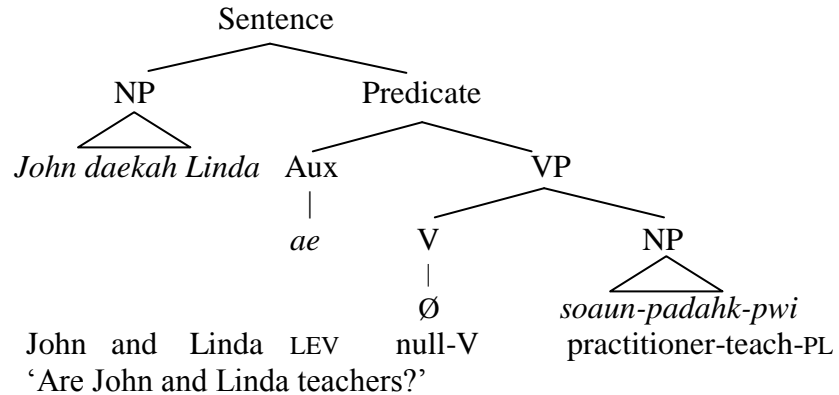 Sentence
NP Predicate
John daekah Linda Aux VP
ae V NP
Ø soaun-padahk-pwi
John and Linda LEV null-V practitioner-teach-PL
‘Are John and Linda teachers?’